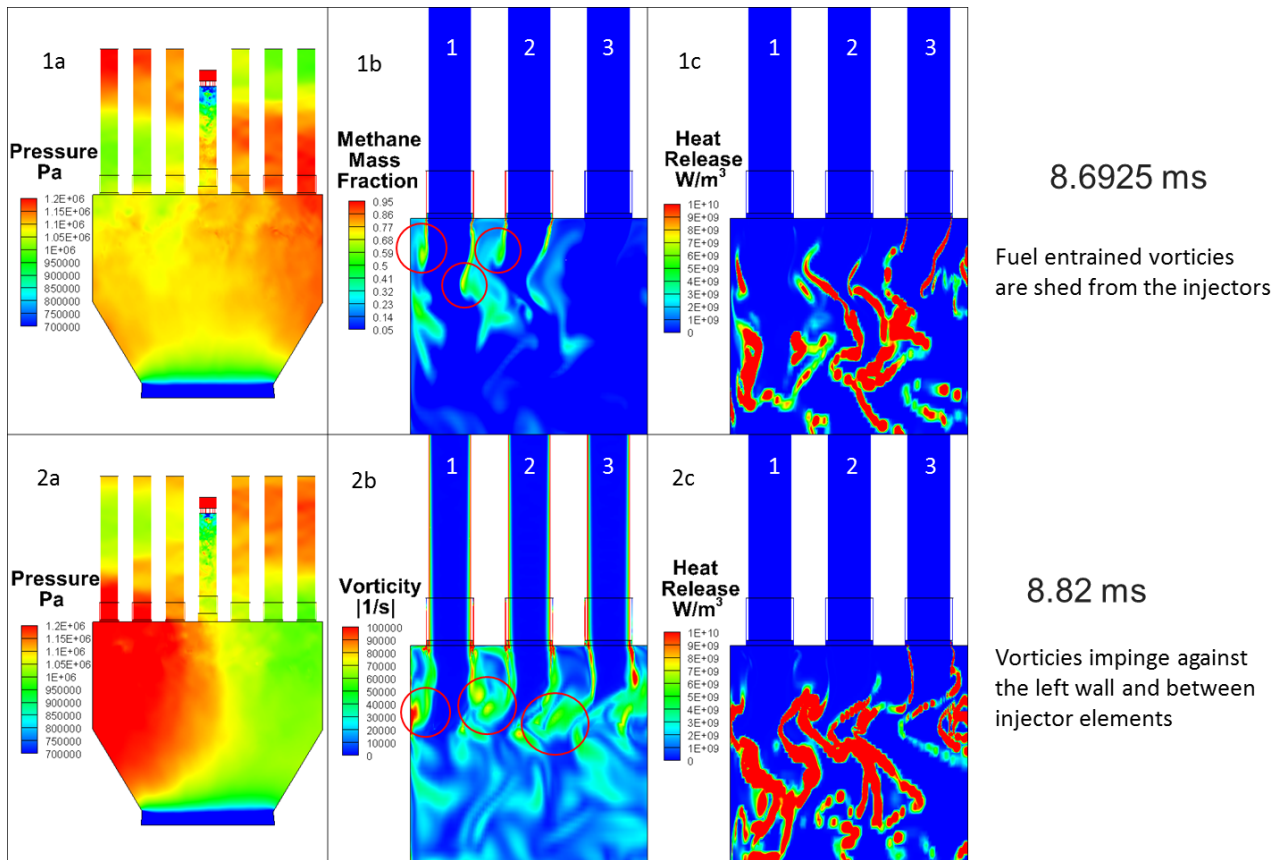 1a
Pressure
Pa
1.2E+06
1.15E+06
1.1E+06
1.05E+06
1E+06
950000
900000
850000
800000
750000
700000
1b
1
2
3
Methane
Mass
Fraction
0.95
0.86
0.77
0.68
0.59
0.5
0.41
0.32
0.23
0.14
0.05
1c
1
2
3
Heat
Release
W/m³
1E+10
9E+09
8E+09
7E+09
6E+09
5E+09
4E+09
3E+09
2E+09
1E+09
0
8.6925 ms
Fuel entrained vorticies
are shed from the injectors
2a
Pressure
Pa
1.2E+06
1.15E+06
1.1E+06
1.05E+06
1E+06
950000
900000
850000
800000
750000
700000
2b
1
2
3
Vorticity
|1/s|
100000
90000
80000
70000
60000
50000
40000
30000
20000
10000
0
2c
1
2
3
Heat
Release
W/m³
1E+10
9E+09
8E+09
7E+09
6E+09
5E+09
4E+09
3E+09
2E+09
1E+09
0
8.82 ms
Vorticies impinge against
the left wall and between
injector elements